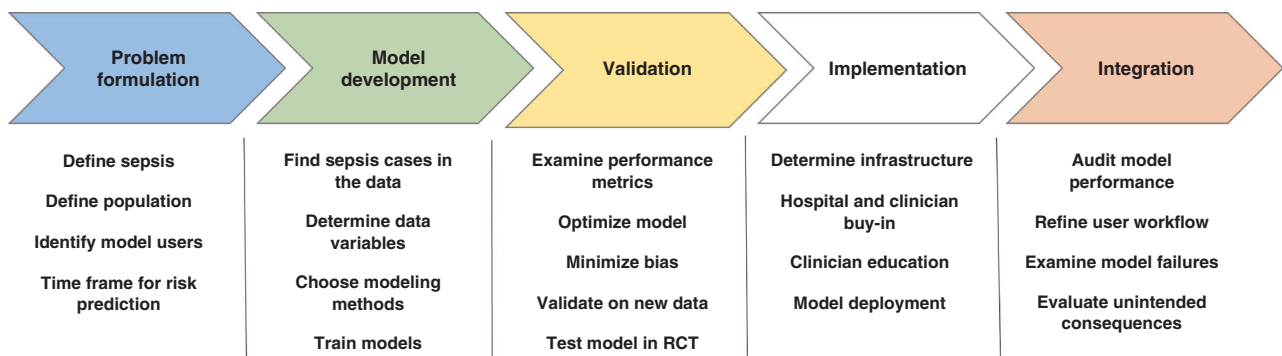 Problem
formulation
Model
development
Validation
Implementation
Integration
Define sepsis
Define population
Identify model users
Time frame for risk
prediction
Find sepsis cases in
the data
Determine data
variables
Choose modeling
methods
Train models
Examine performance
metrics
Optimize model
Minimize bias
Validate on new data
Test model in RCT
Determine infrastructure
Hospital and clinician
buy-in
Clinician education
Model deployment
Audit model
performance
Refine user workflow
Examine model failures
Evaluate unintended
consequences